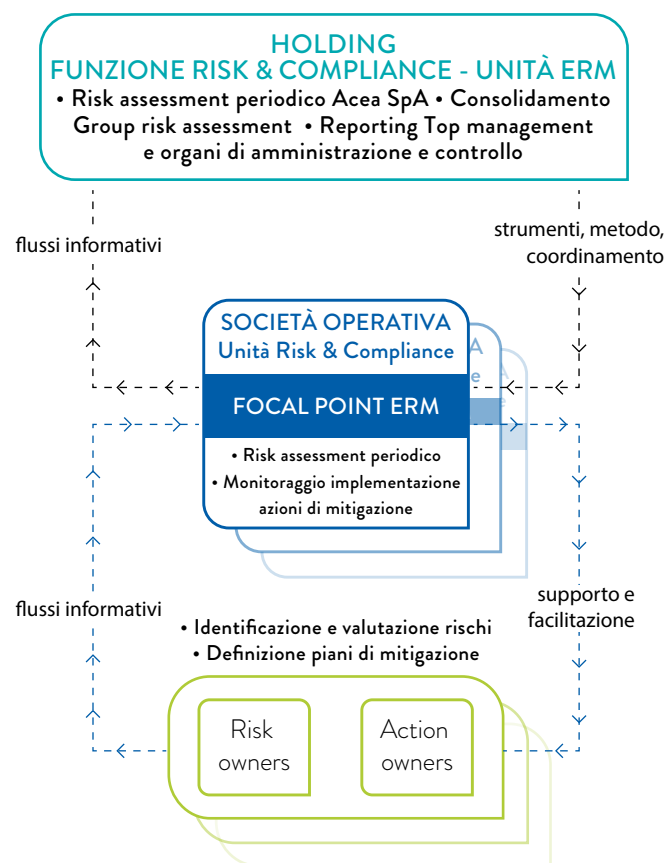 HOLDING
FUNZIONE RISK & COMPLIANCE - UNITÀ ERM
• Risk assessment periodico Acea SpA • Consolidamento
Group risk assessment • Reporting Top management
e organi di amministrazione e controllo
flussi informativi
strumenti, metodo,
coordinamento
SOCIETÀ OPERATIVA
Unità Risk & Compliance
A
e
A
e
FOCAL POINT ERM
• Risk assessment periodico
• Monitoraggio implementazione
azioni di mitigazione
flussi informativi
supporto e
facilitazione
• Identificazione e valutazione rischi
• Definizione piani di mitigazione
Risk
owners
Action
owners